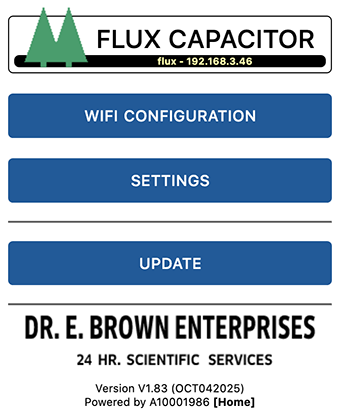 FLUX CAPACITOR
flux - 192.168.3.46
WIFI CONFIGURATION
SETTINGS
UPDATE
DR. E. BROWN ENTERPRISES
24 HR. SCIENTIFIC SERVICES
Version V1.83 (OCT042025)
Powered by A10001986 [Home]